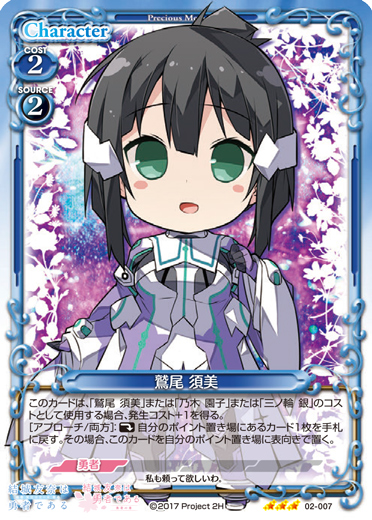 Precious Me
Character
COST
2
SOURCE
2
鷲尾 須美
このカードは、「鷲尾 須美」または「乃木 園子」または「三ノ輪 銀」のコ
ストとして使用する場合、発生コスト+1を得る。
[アプローチ/両方]: 自分のポイント置き場にあるカード1枚を手札
に戻す。その場合、このカードを自分のポイント置き場に表向きで置く。
勇者
私も頼って欲しいわ。
結城友奈は
勇者である
©2017 Project 2H
★★★ 02-007